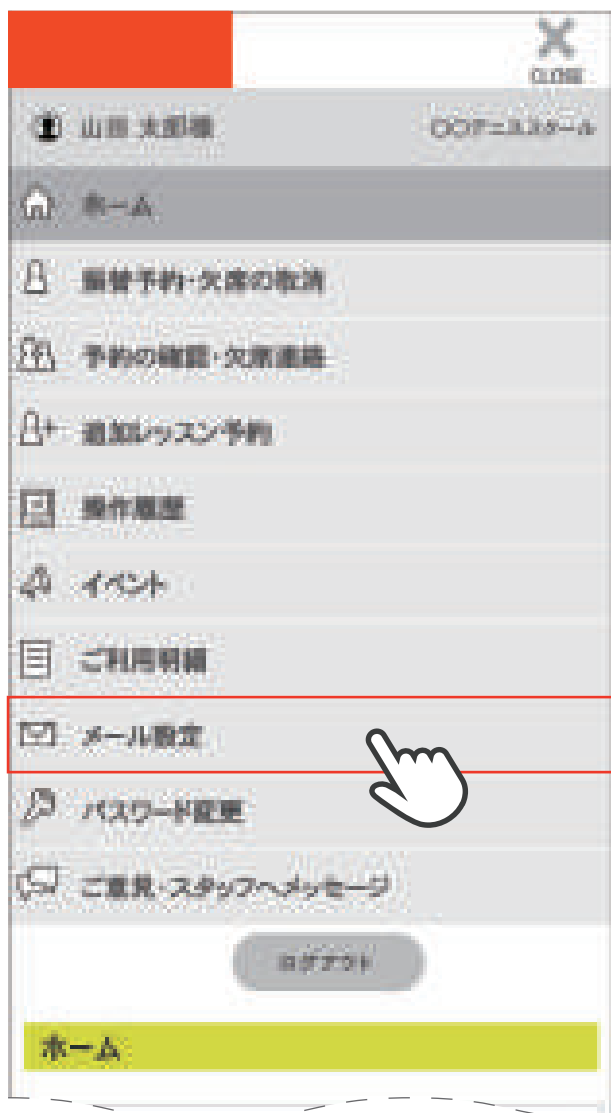 CLOSE
山田 太郎様
〇〇テニススクール
ホーム
振替予約・欠席の取消
予約の確認・欠席連絡
追加レッスン予約
操作履歴
イベント
ご利用明細
メール設定
パスワード変更
ご意見・スタッフへメッセージ
ログアウト
ホーム